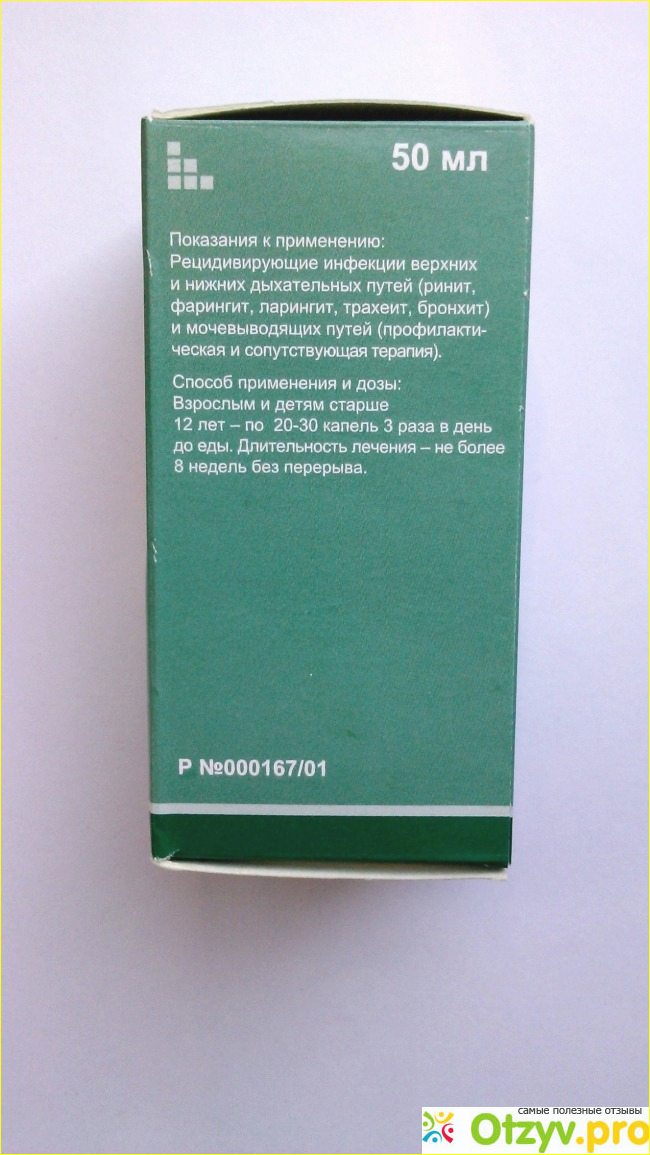 50 мл
Показания к применению:
Рецидивирующие инфекции верхних
и нижних дыхательных путей (ринит,
фарингит, ларингит, трахеит, бронхит)
и мочевыводящих путей (профилакти-
ческая и сопутствующая терапия).
Способ применения и дозы:
Взрослым и детям старше
12 лет – по 20-30 капель 3 раза в день
до еды. Длительность лечения – не более
8 недель без перерыва.
Р №000167/01
самые полезные отзывы
Otzyv.pro